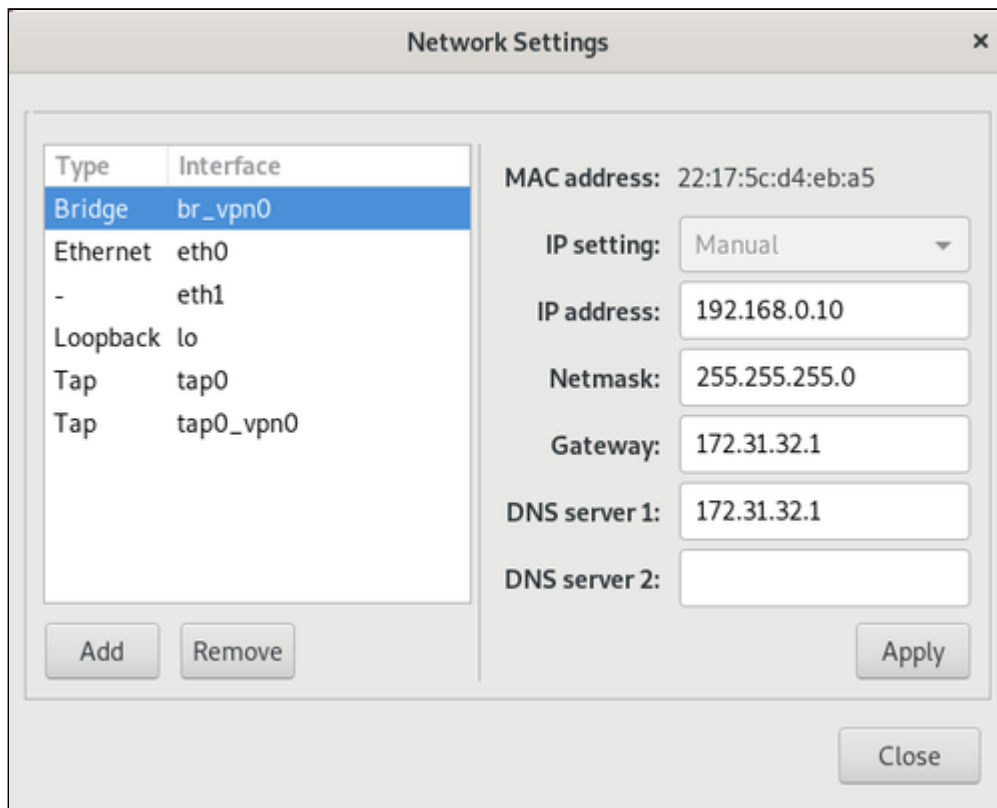 Network Settings ×
Type Interface
Bridge br_vpn0
Ethernet eth0
- eth1
Loopback lo
Tap tap0
Tap tap0_vpn0
Add Remove
MAC address: 22:17:5c:d4:eb:a5
IP setting: Manual
IP address: 192.168.0.10
Netmask: 255.255.255.0
Gateway: 172.31.32.1
DNS server 1: 172.31.32.1
DNS server 2:
Apply
Close